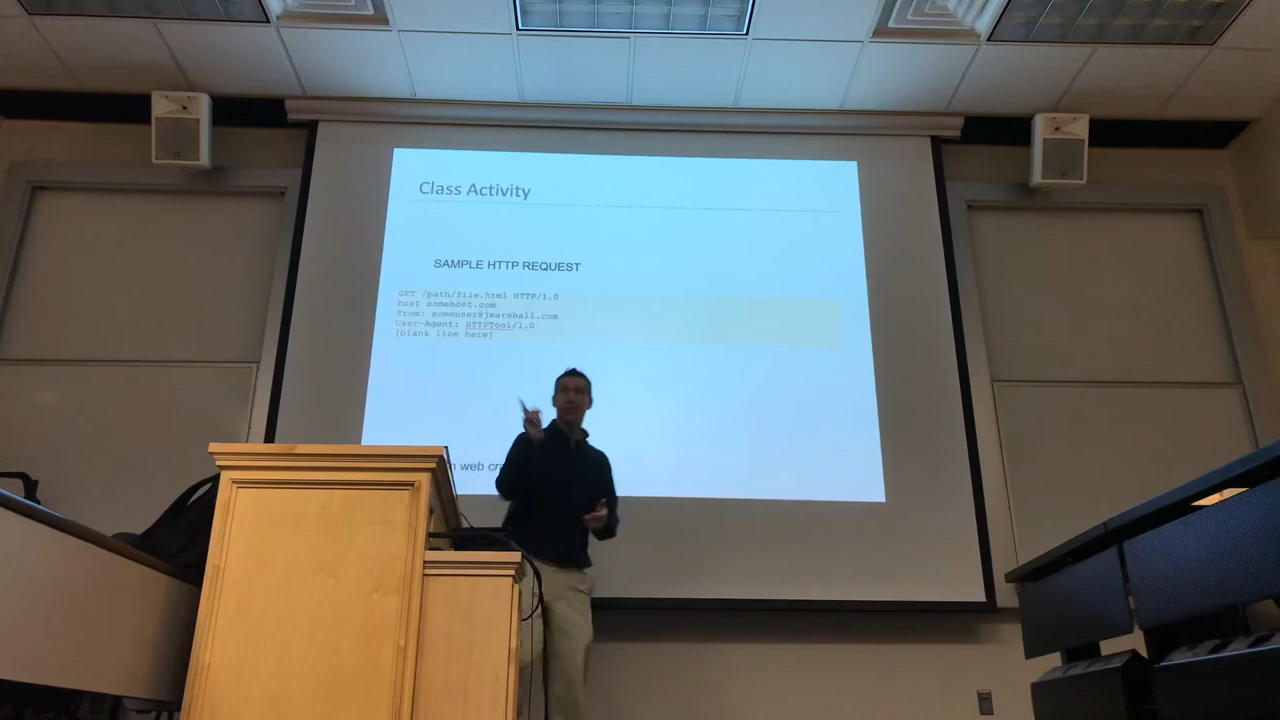 Class Activity
SAMPLE HTTP REQUEST
GET /path/file.html HTTP/1.0
host somehost.com
From: someuser@jmarshall.com
User-Agent: HTTPTool/1.0
[blank line here]
web